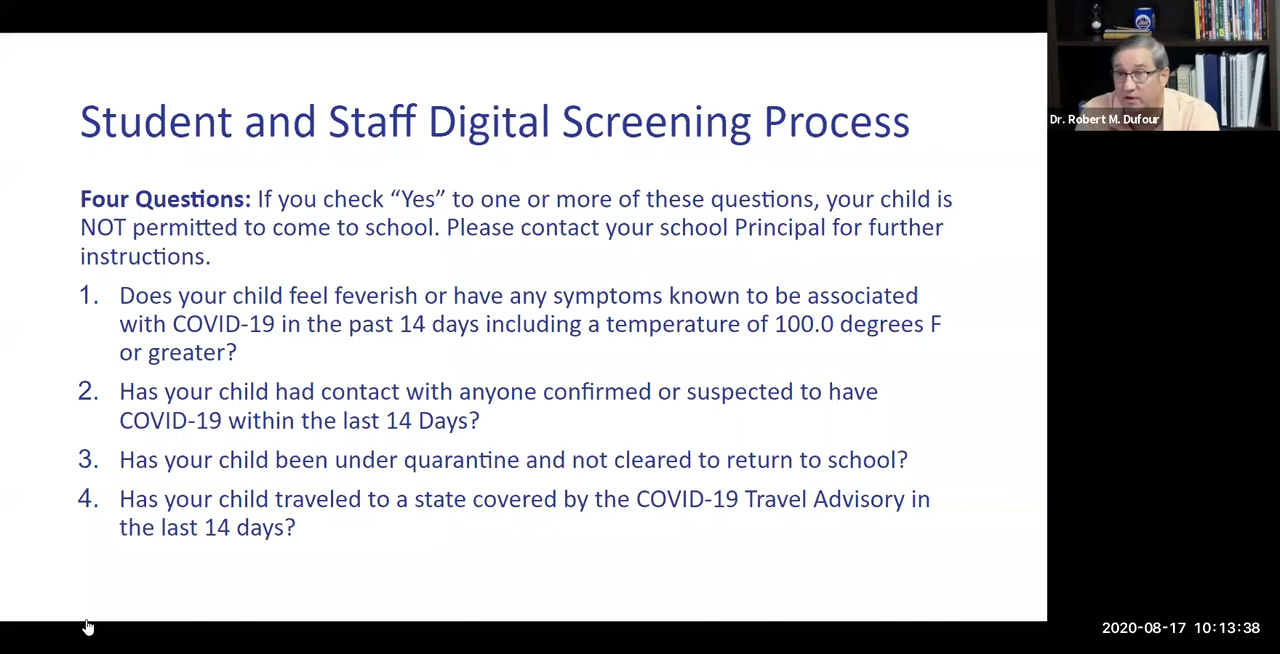 Student and Staff Digital Screening Process
Four Questions: If you check “Yes” to one or more of these questions, your child is
NOT permitted to come to school. Please contact your school Principal for further
instructions.
1. Does your child feel feverish or have any symptoms known to be associated
with COVID-19 in the past 14 days including a temperature of 100.0 degrees F
or greater?
2. Has your child had contact with anyone confirmed or suspected to have
COVID-19 within the last 14 Days?
3. Has your child been under quarantine and not cleared to return to school?
4. Has your child traveled to a state covered by the COVID-19 Travel Advisory in
the last 14 days?
Dr. Robert M. Dufour
2020-08-17 10:13:38